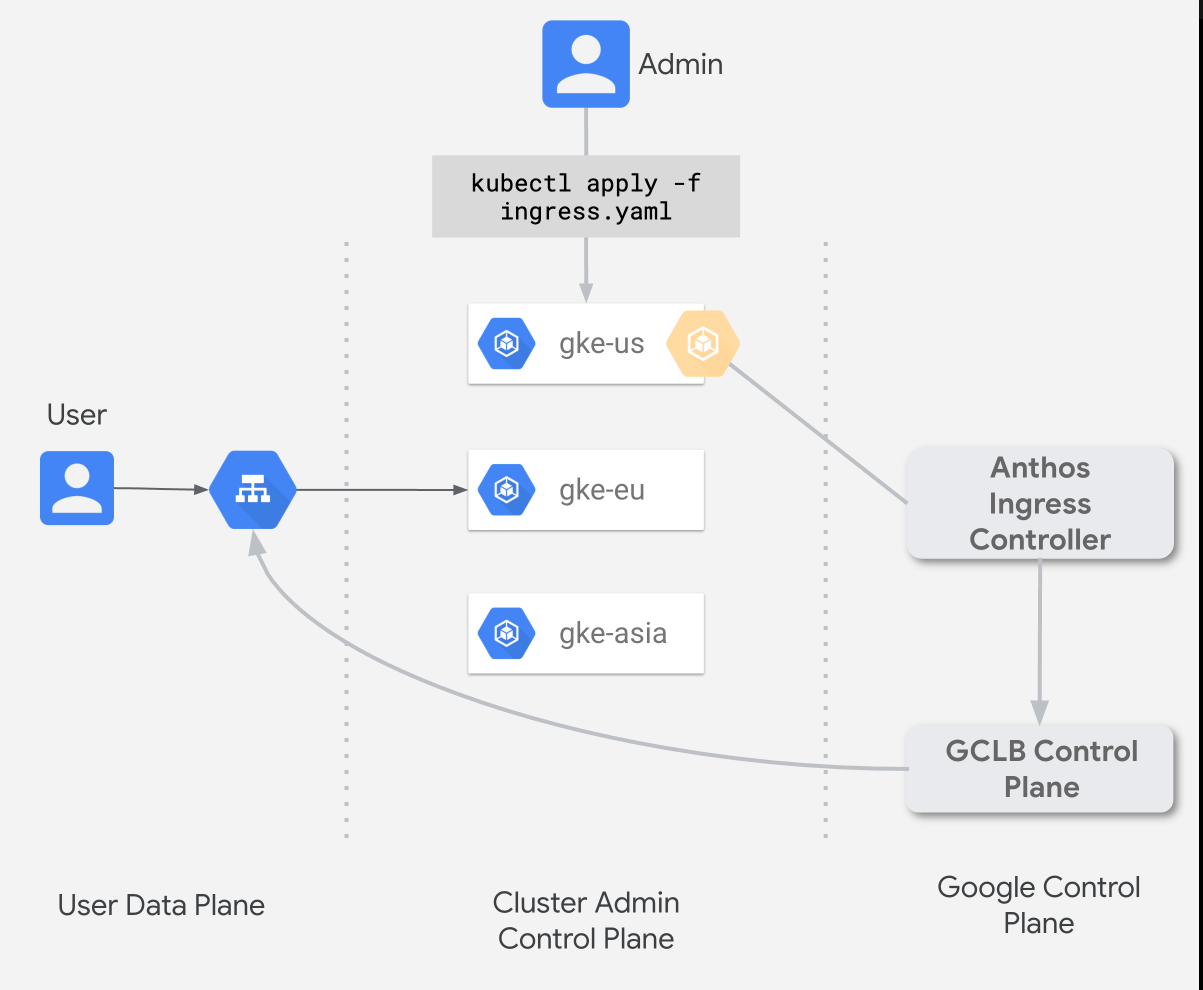 Admin
kubectl apply -f
ingress.yaml
gke-us
User
gke-eu
Anthos
Ingress
Controller
gke-asia
GCLB Control
Plane
User Data Plane
Cluster Admin
Control Plane
Google Control
Plane